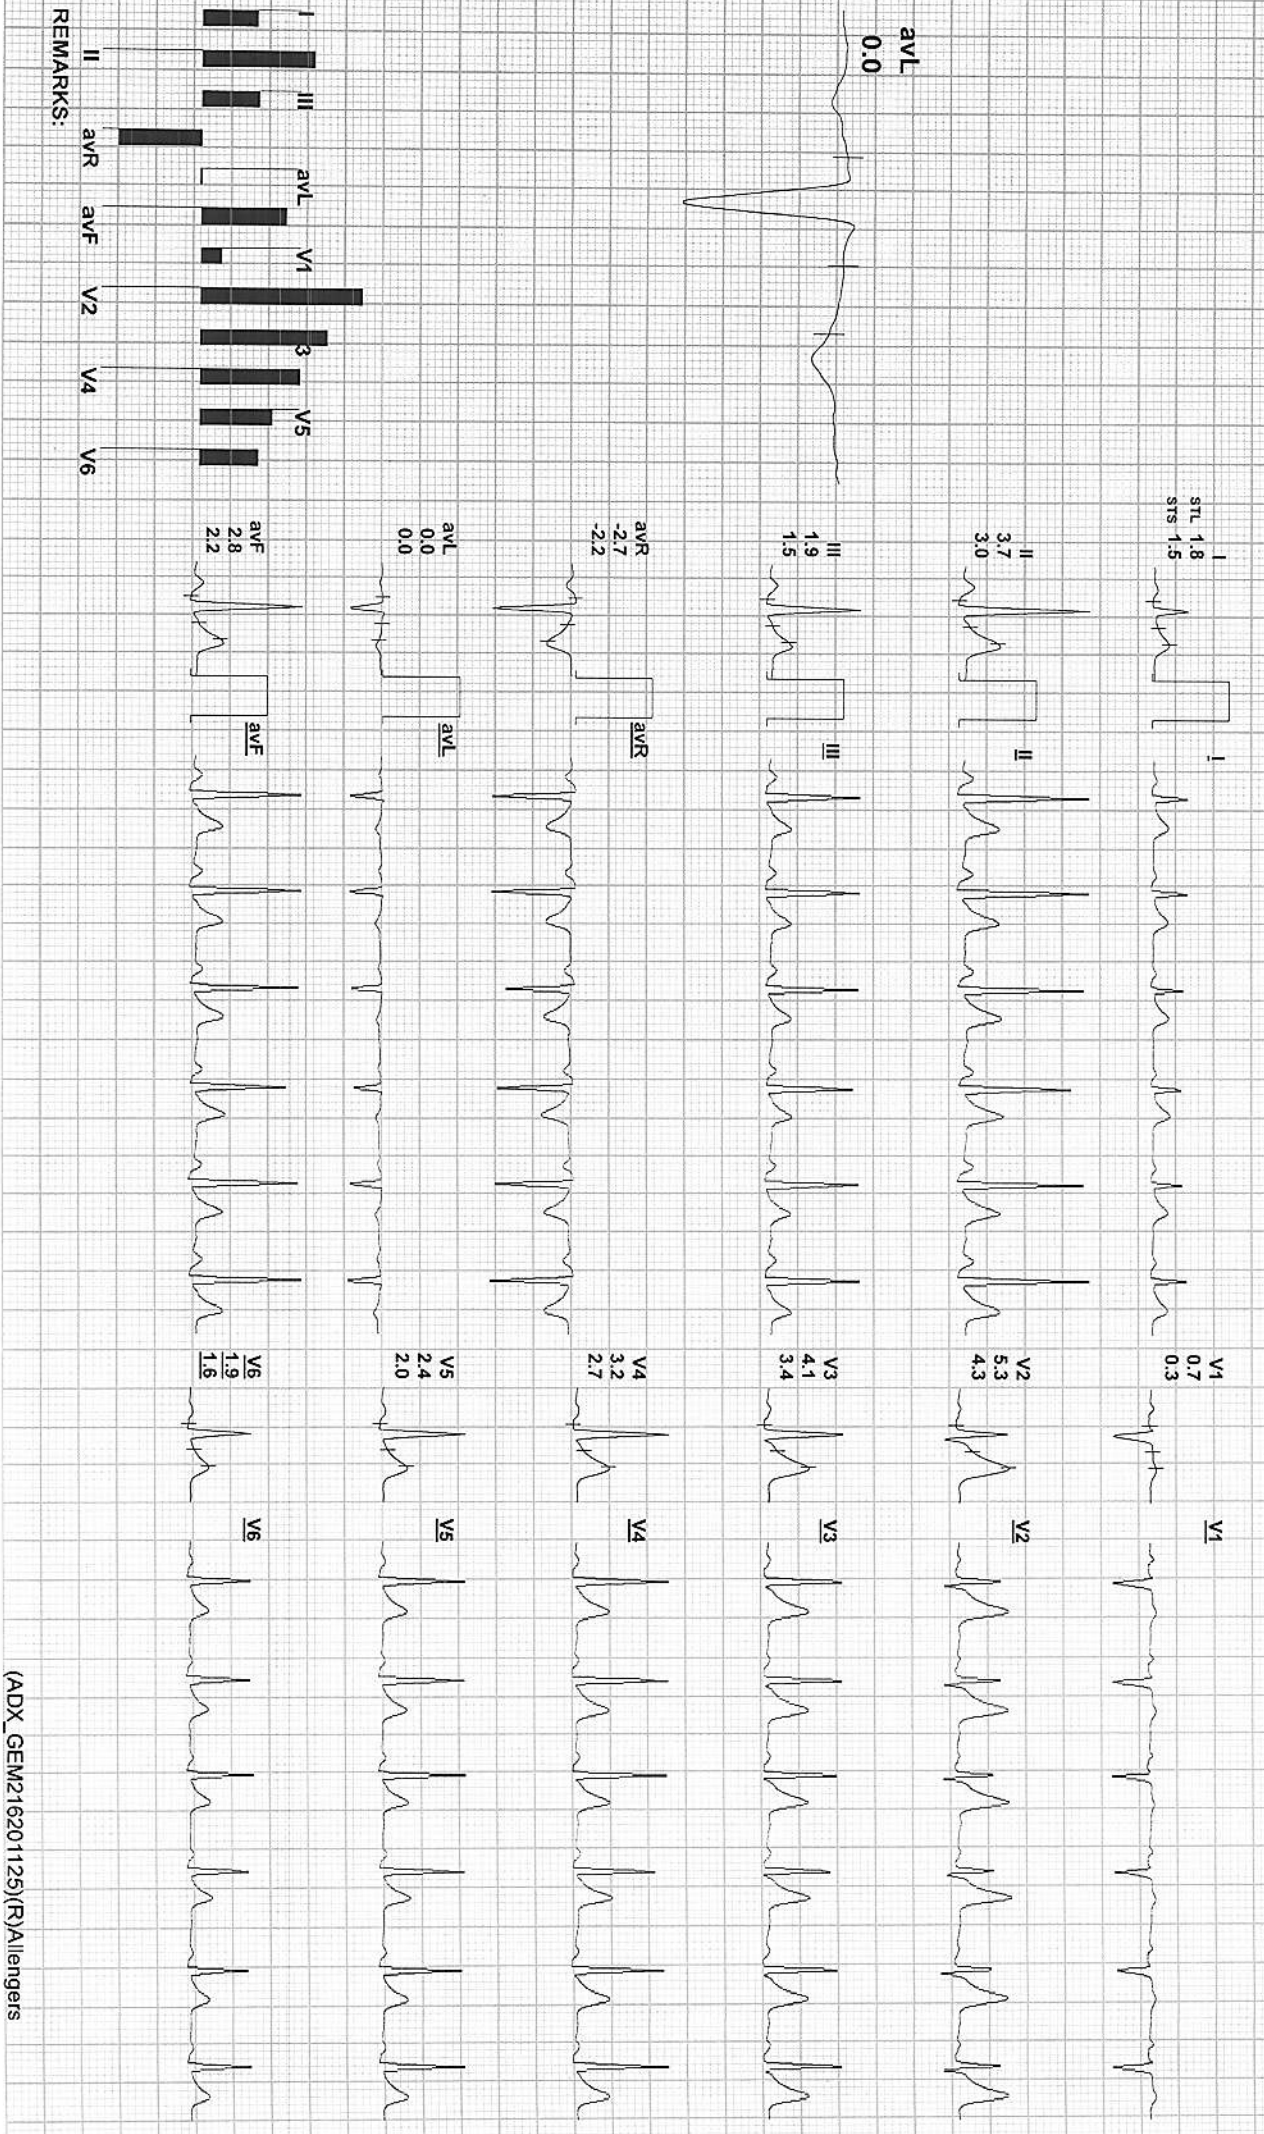 avL
0.0
I
II
III
avR
avL
avF
V1
V2
3
V4
V5
V6
REMARKS:
I
STL 1.8
STS 1.5
I
II
3.7
3.0
II
III
1.9
1.5
III
avR
-2.7
-2.2
avR
avL
0.0
0.0
avL
avF
2.8
2.2
avF
V1
0.7
0.3
V1
V2
5.3
4.3
V2
V3
4.1
3.4
V3
V4
3.2
2.7
V4
V5
2.4
2.0
V5
V6
1.9
1.6
V6
(ADX_GEM216201125)(R)Allengers